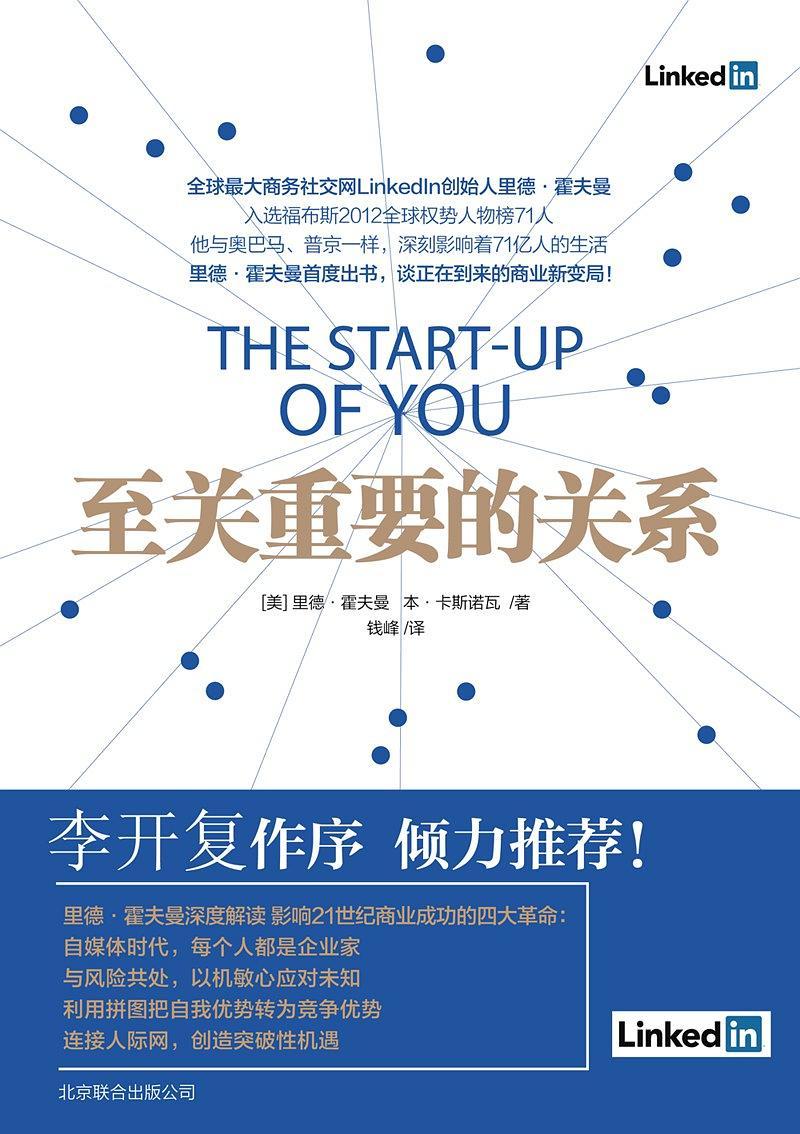 Linked in
全球最大商务社交网LinkedIn创始人里德·霍夫曼
入选福布斯2012全球权势人物榜71人
他与奥巴马、普京一样，深刻影响着71亿人的生活
里德·霍夫曼首度出书，谈正在到来的商业新变局！
THE START-UP
OF YOU
至关重要的关系
[美] 里德·霍夫曼 本·卡斯诺瓦 /著
钱峰 /译
李开复作序 倾力推荐！
里德·霍夫曼深度解读 影响21世纪商业成功的四大革命：
自媒体时代，每个人都是企业家
与风险共处，以机敏心应对未知
利用拼图把自我优势转为竞争优势
连接人际网，创造突破性机遇
Linked in
北京联合出版公司